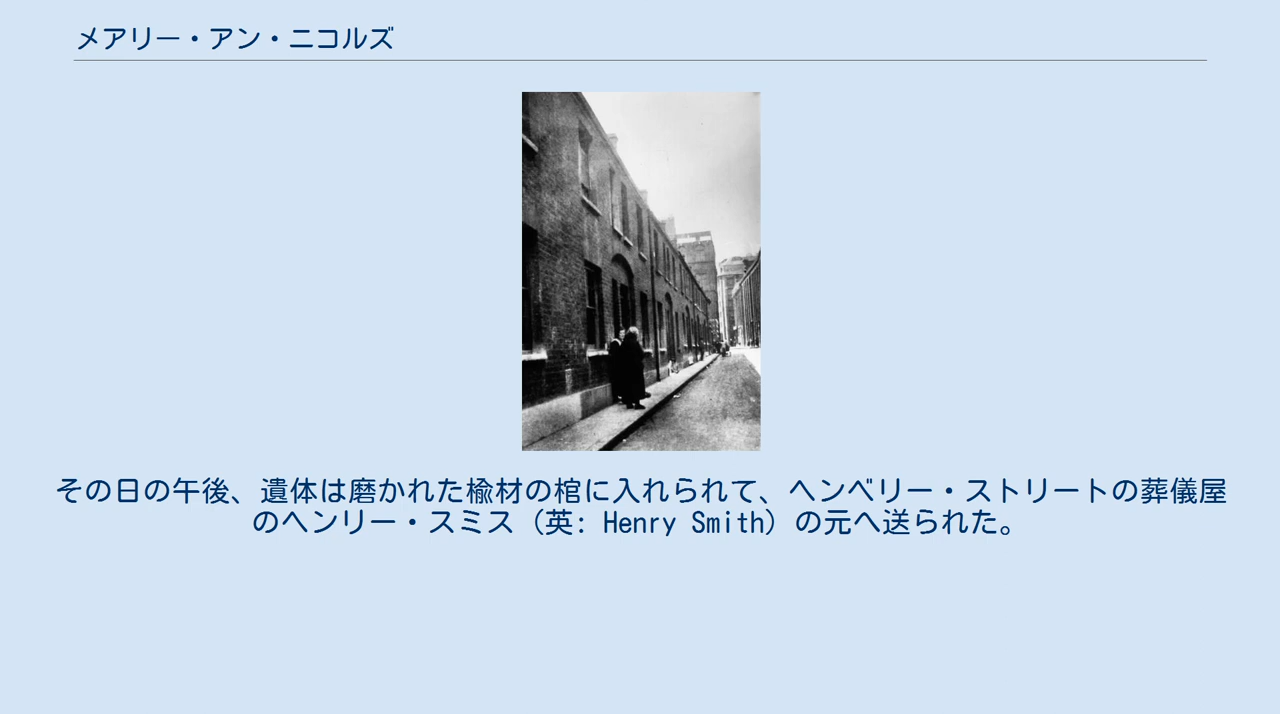 メアリー・アン・ニコルズ
その日の午後、遺体は磨かれた楡材の棺に入れられて、ヘンベリー・ストリートの葬儀屋
のヘンリー・スミス（英: Henry Smith）の元へ送られた。